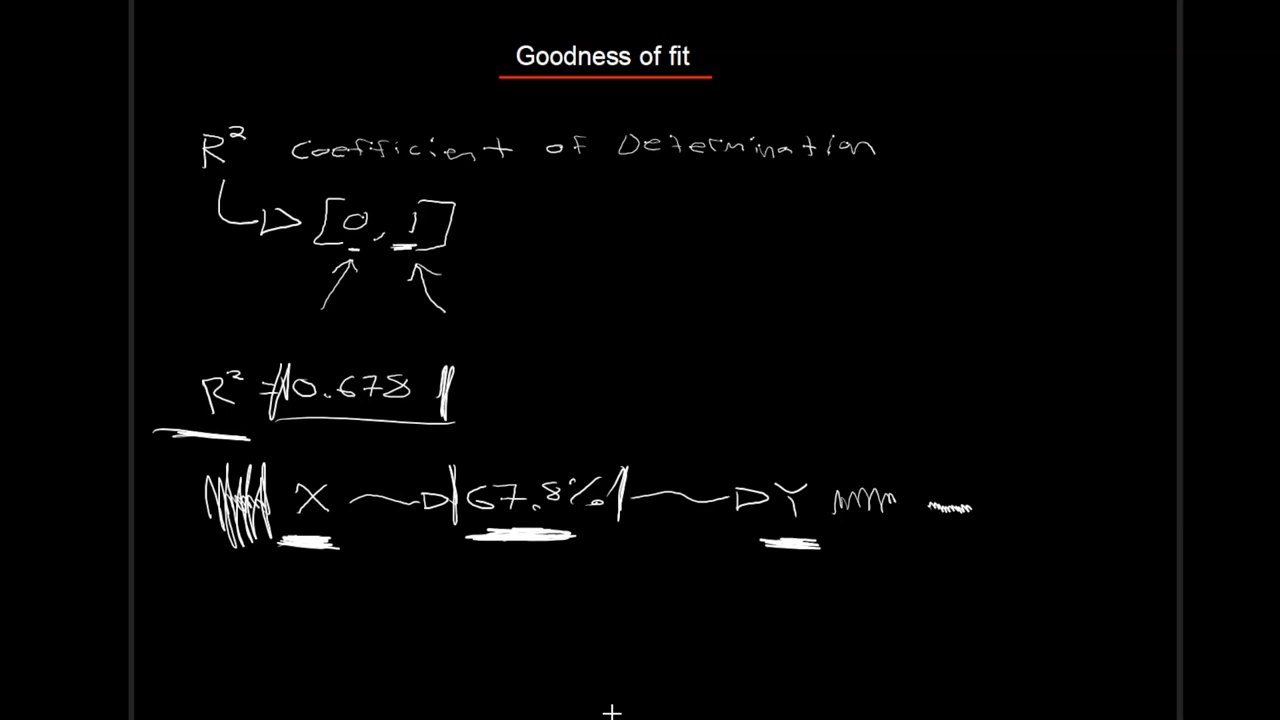 Goodness of fit
R² Coefficient of Determination
[0, 1]
R² = 0.678
X 67.8% Y